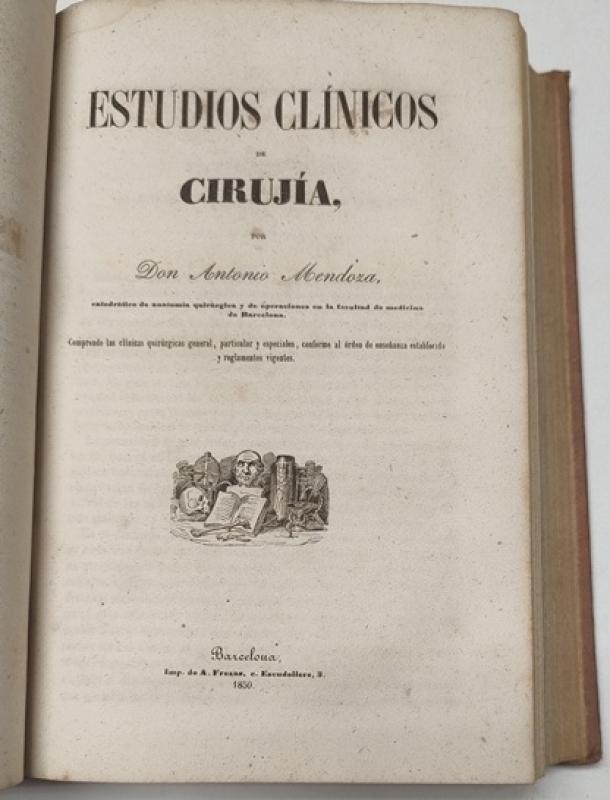 ESTUDIOS CLÍNICOS
DE
CIRUJÍA,
POR
Don Antonio Mendoza,
catedrático de anatomía quirúrgica y de operaciones en la facultad de medicina
de Barcelona.
Comprende las clínicas quirúrgicas general, particular y especiales, conforme al órden de enseñanza establecido
y reglamentos vigentes.
Barcelona,
Imp. de A. Frexas, c. Escudellers, 3.
1850.